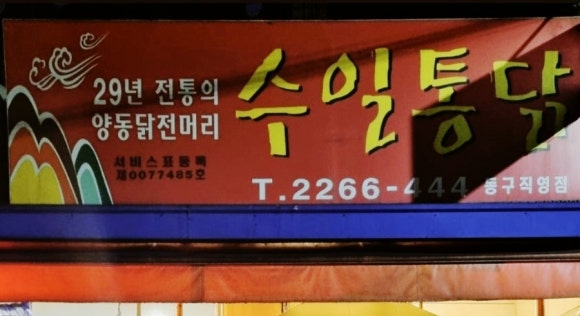 29년 전통의
양동닭전머리
수일통닭
서비스표등록
제0077485호
T.2266-444 동구직영점